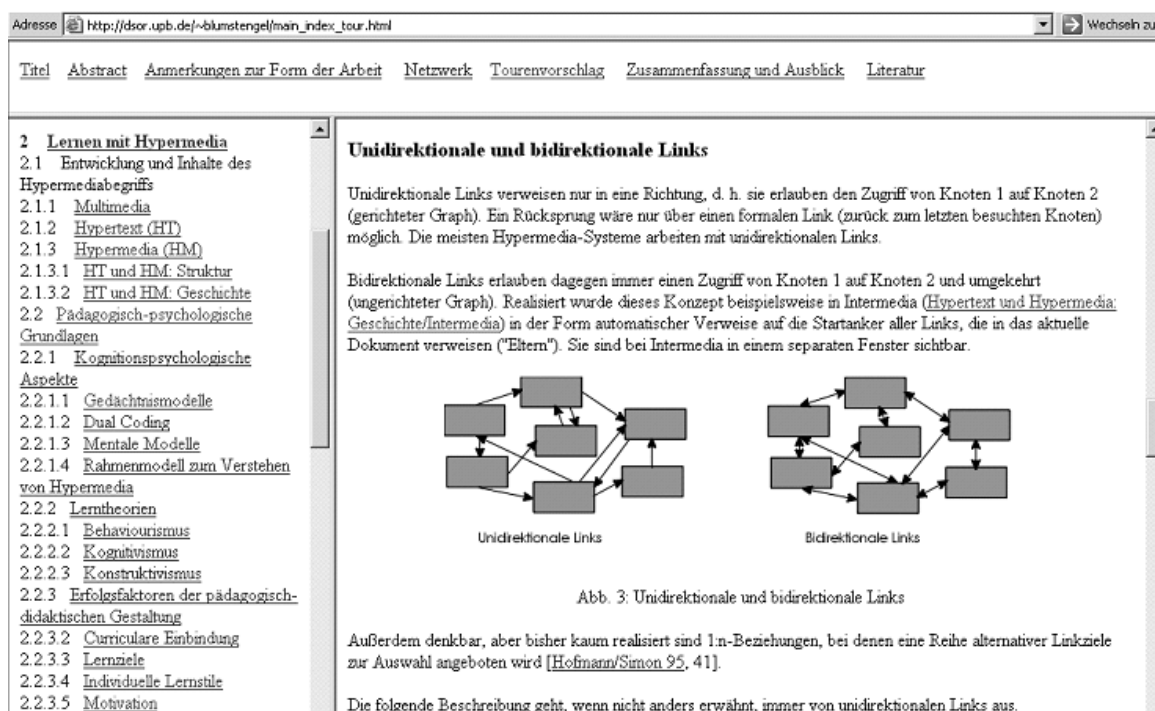 Adresse http://dsor.upb.de/~blumstengel/main_index_tour.html Wechseln zu
Titel Abstract Anmerkungen zur Form der Arbeit Netzwerk Tourenvorschlag Zusammenfassung und Ausblick Literatur
2 Lernen mit Hypermedia
2.1 Entwicklung und Inhalte des
Hypermediabegriffs
2.1.1 Multimedia
2.1.2 Hypertext (HT)
2.1.3 Hypermedia (HM)
2.1.3.1 HT und HM: Struktur
2.1.3.2 HT und HM: Geschichte
2.2 Pädagogisch-psychologische
Grundlagen
2.2.1 Kognitionspsychologische
Aspekte
2.2.1.1 Gedächtnismodelle
2.2.1.2 Dual Coding
2.2.1.3 Mentale Modelle
2.2.1.4 Rahmenmodell zum Verstehen
von Hypermedia
2.2.2 Lerntheorien
2.2.2.1 Behaviourismus
2.2.2.2 Kognitivismus
2.2.2.3 Konstruktivismus
2.2.3 Erfolgsfaktoren der pädagogisch-
didaktischen Gestaltung
2.2.3.2 Curriculare Einbindung
2.2.3.3 Lernziele
2.2.3.4 Individuelle Lernstile
2.2.3.5 Motivation
Unidirektionale und bidirektionale Links
Unidirektionale Links verweisen nur in eine Richtung, d. h. sie erlauben den Zugriff von Knoten 1 auf Knoten 2
(gerichteter Graph). Ein Rücksprung wäre nur über einen formalen Link (zurück zum letzten besuchten Knoten)
möglich. Die meisten Hypermedia-Systeme arbeiten mit unidirektionalen Links.
Bidirektionale Links erlauben dagegen immer einen Zugriff von Knoten 1 auf Knoten 2 und umgekehrt
(ungerichteter Graph). Realisiert wurde dieses Konzept beispielsweise in Intermedia (Hypertext und Hypermedia:
Geschichte/Intermedia) in der Form automatischer Verweise auf die Startanker aller Links, die in das aktuelle
Dokument verweisen ("Eltern"). Sie sind bei Intermedia in einem separaten Fenster sichtbar.
Unidirektionale Links Bidirektionale Links
Abb. 3: Unidirektionale und bidirektionale Links
Außerdem denkbar, aber bisher kaum realisiert sind 1:n-Beziehungen, bei denen eine Reihe alternativer Linkziele
zur Auswahl angeboten wird [Hofmann/Simon 95, 41].
Die folgende Beschreibung geht, wenn nicht anders erwähnt, immer von unidirektionalen Links aus.